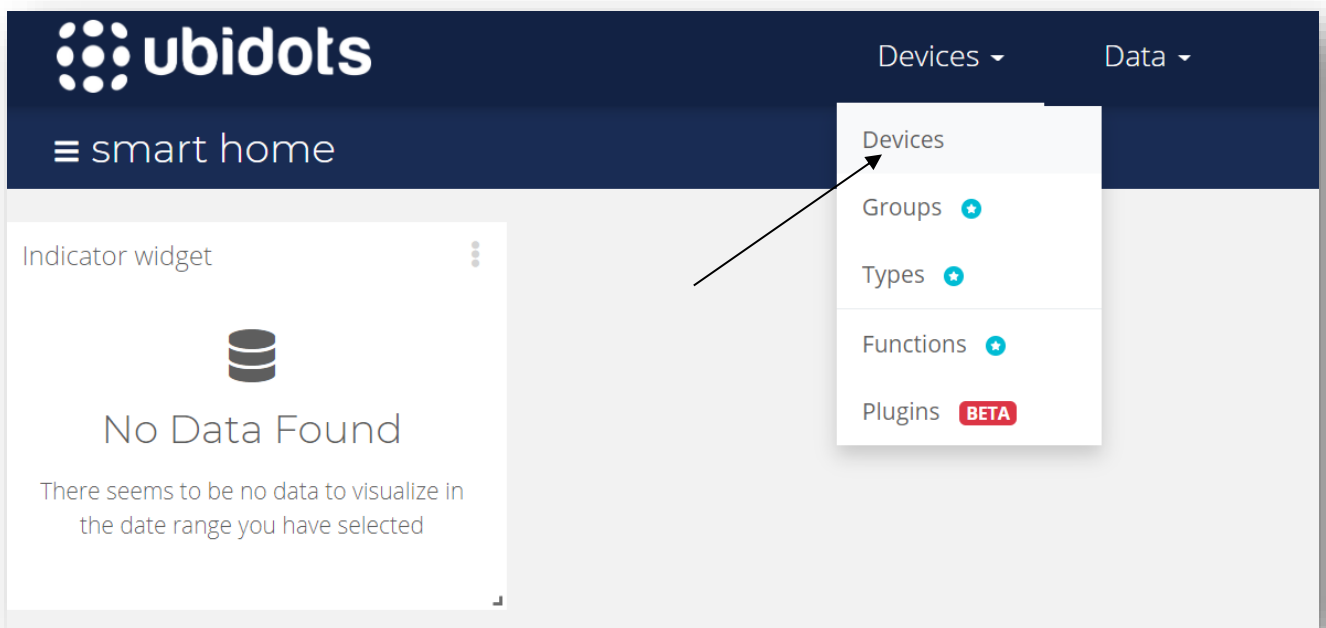 ubidots
Devices
Data
smart home
Devices
Groups
Types
Functions
Plugins BETA
Indicator widget
No Data Found
There seems to be no data to visualize in
the date range you have selected